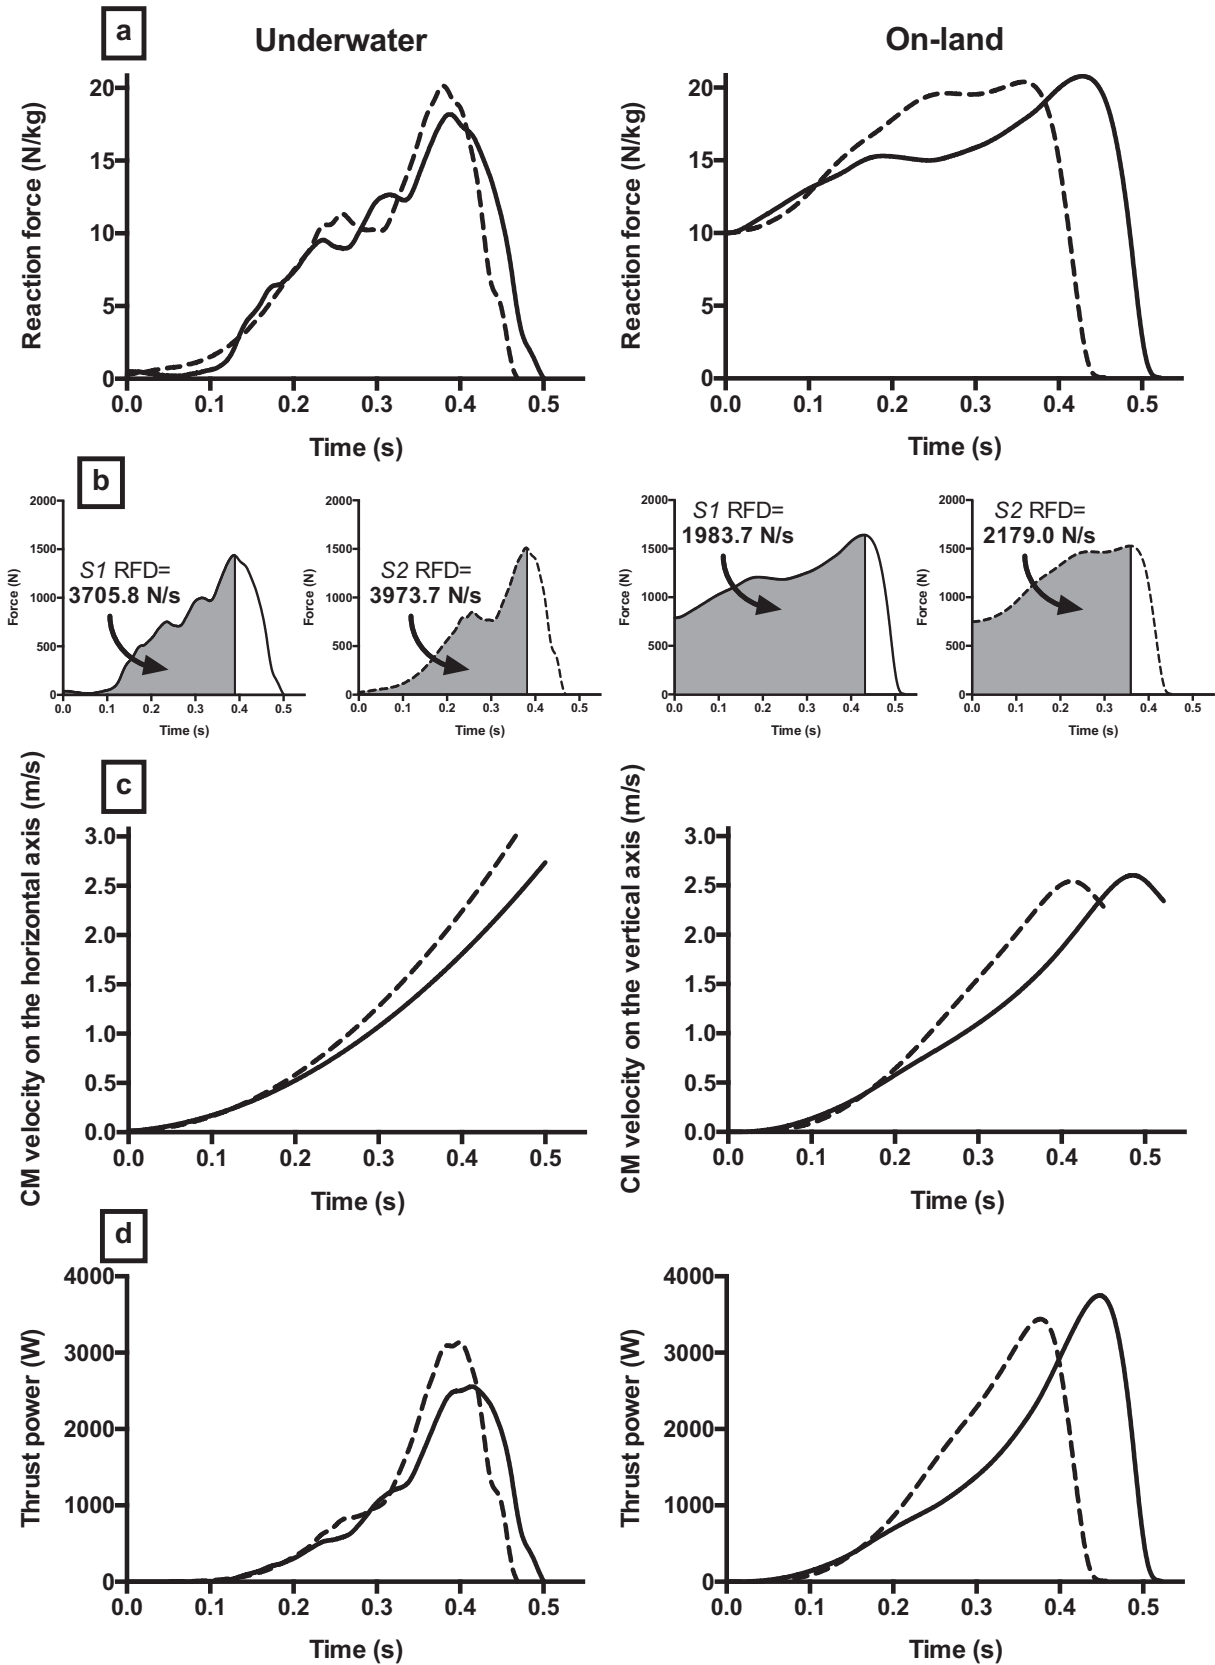 a
Underwater
On-land
Reaction force (N/kg)
20
15
10
5
0
0.0 0.1 0.2 0.3 0.4 0.5
Time (s)
Reaction force (N/kg)
20
15
10
5
0
0.0 0.1 0.2 0.3 0.4 0.5
Time (s)
b
Force (N)
2000
1500
1000
500
0
S1 RFD=
3705.8 N/s
0.0 0.1 0.2 0.3 0.4 0.5
Time (s)
Force (N)
2000
1500
1000
500
0
S2 RFD=
3973.7 N/s
0.0 0.1 0.2 0.3 0.4 0.5
Time (s)
Force (N)
2000
1500
1000
500
0
S1 RFD=
1983.7 N/s
0.0 0.1 0.2 0.3 0.4 0.5
Time (s)
Force (N)
2000
1500
1000
500
0
S2 RFD=
2179.0 N/s
0.0 0.1 0.2 0.3 0.4 0.5
Time (s)
c
CM velocity on the horizontal axis (m/s)
3.0
2.5
2.0
1.5
1.0
0.5
0.0
0.0 0.1 0.2 0.3 0.4 0.5
Time (s)
CM velocity on the vertical axis (m/s)
3.0
2.5
2.0
1.5
1.0
0.5
0.0
0.0 0.1 0.2 0.3 0.4 0.5
Time (s)
d
Thrust power (W)
4000
3000
2000
1000
0
0.0 0.1 0.2 0.3 0.4 0.5
Time (s)
Thrust power (W)
4000
3000
2000
1000
0
0.0 0.1 0.2 0.3 0.4 0.5
Time (s)